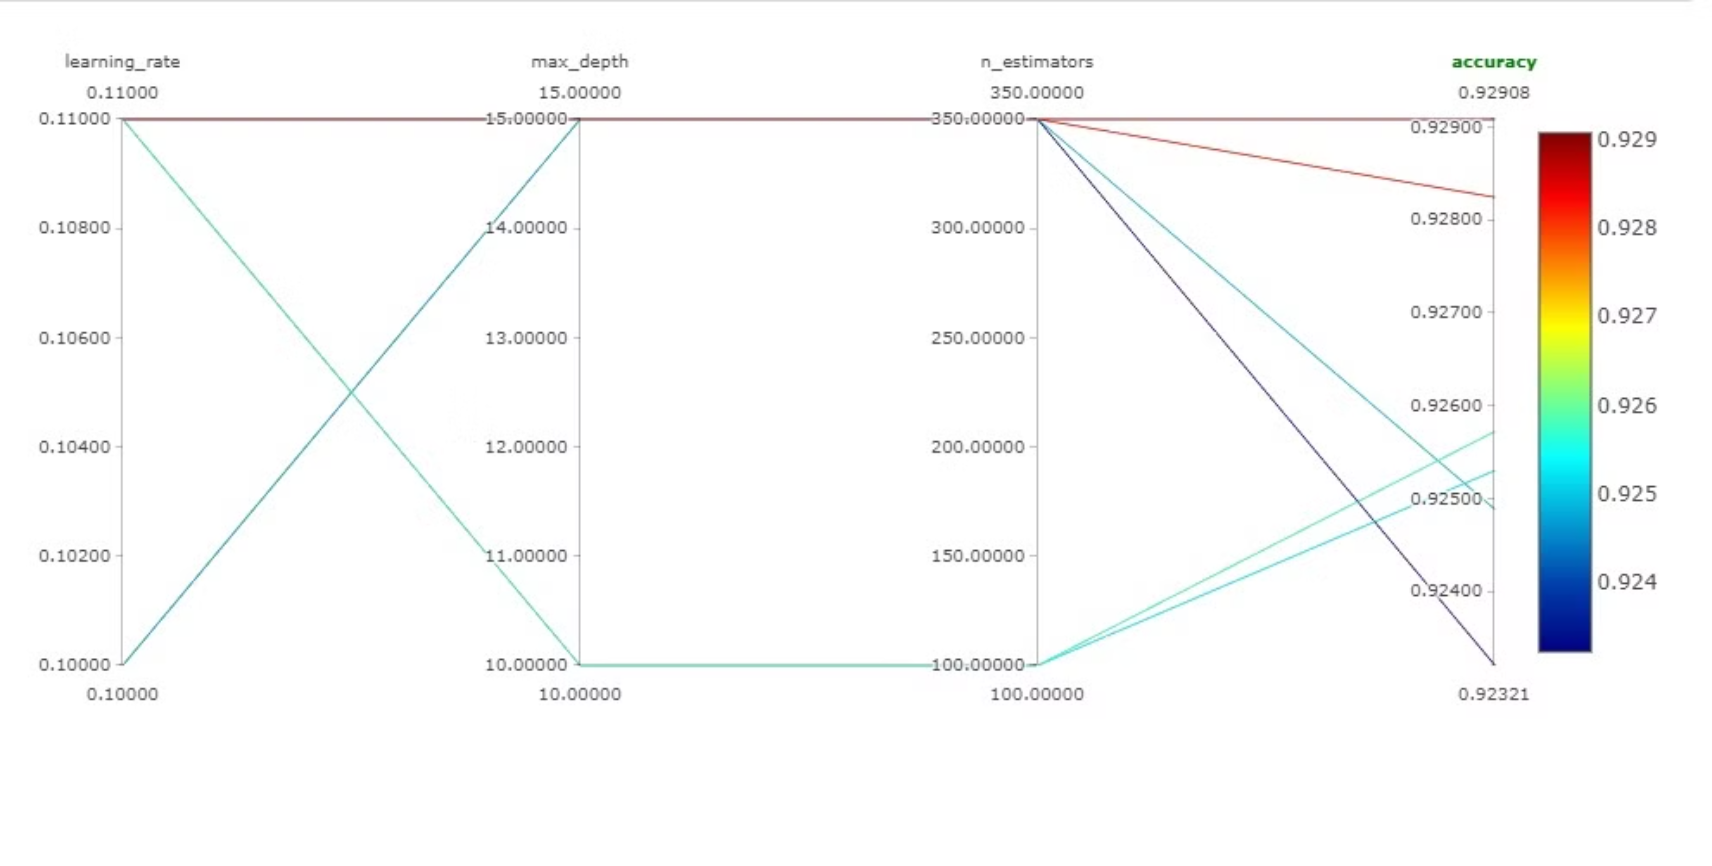 learning_rate max_depth n_estimators accuracy
0.11000 15.00000 350.00000 0.92908
0.11000 15.00000 350.00000 0.92900
0.929
0.10800 14.00000 300.00000 0.92800 0.928
0.92700 0.927
0.10600 13.00000 250.00000
0.92600 0.926
0.10400 12.00000 200.00000
0.92500 0.925
0.10200 11.00000 150.00000
0.92400 0.924
0.10000 10.00000 100.00000
0.10000 10.00000 100.00000 0.92321